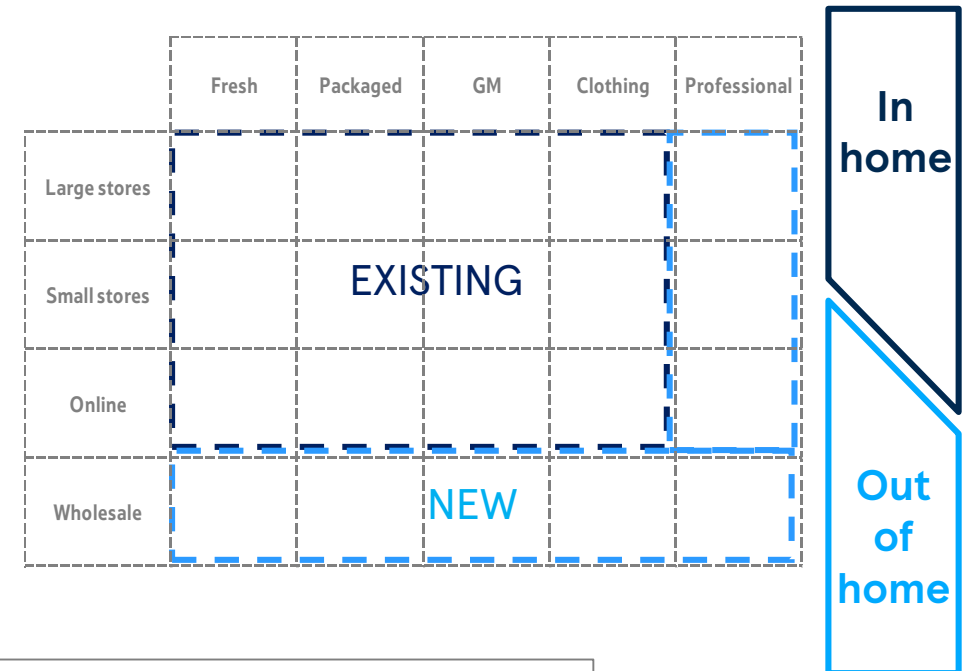 Fresh Packaged GM Clothing Professional
In
home
Large stores
EXISTING
Small stores
Online
Wholesale
NEW
Out
of
home